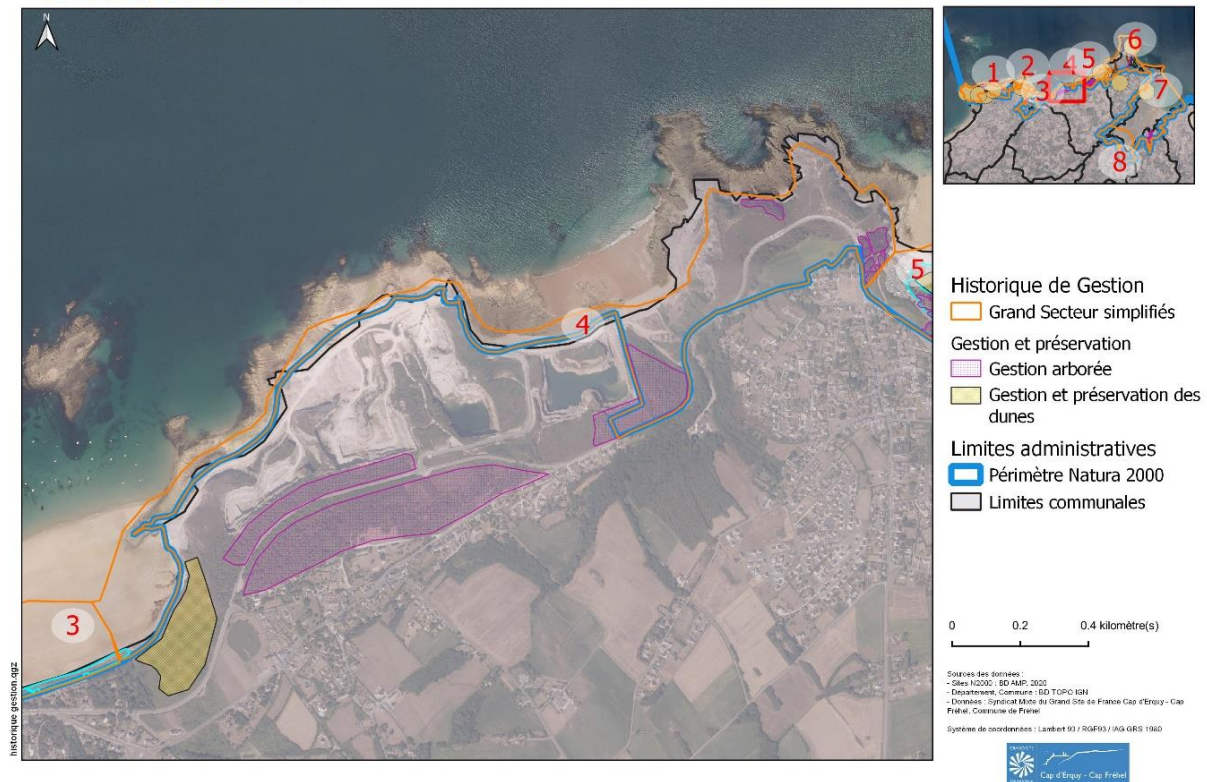 N
3
4
5
historique gestion.qgz
1
2
3
4
5
6
7
8
Historique de Gestion
Grand Secteur simplifiés
Gestion et préservation
Gestion arborée
Gestion et préservation des
dunes
Limites administratives
Périmètre Natura 2000
Limites communales
0 0.2 0.4 kilomètre(s)
Sources des données :
- Sites N2000 : BD AMP, 2020
- Département, Commune : BD TOPO IGN
- Données : Syndicat Mixte du Grand Site de France Cap d'Erquy - Cap
Fréhel, Commune de Fréhel
Système de coordonnées : Lambert 93 / RGF93 / IAG GRS 1980
Cap d'Erquy - Cap Fréhel